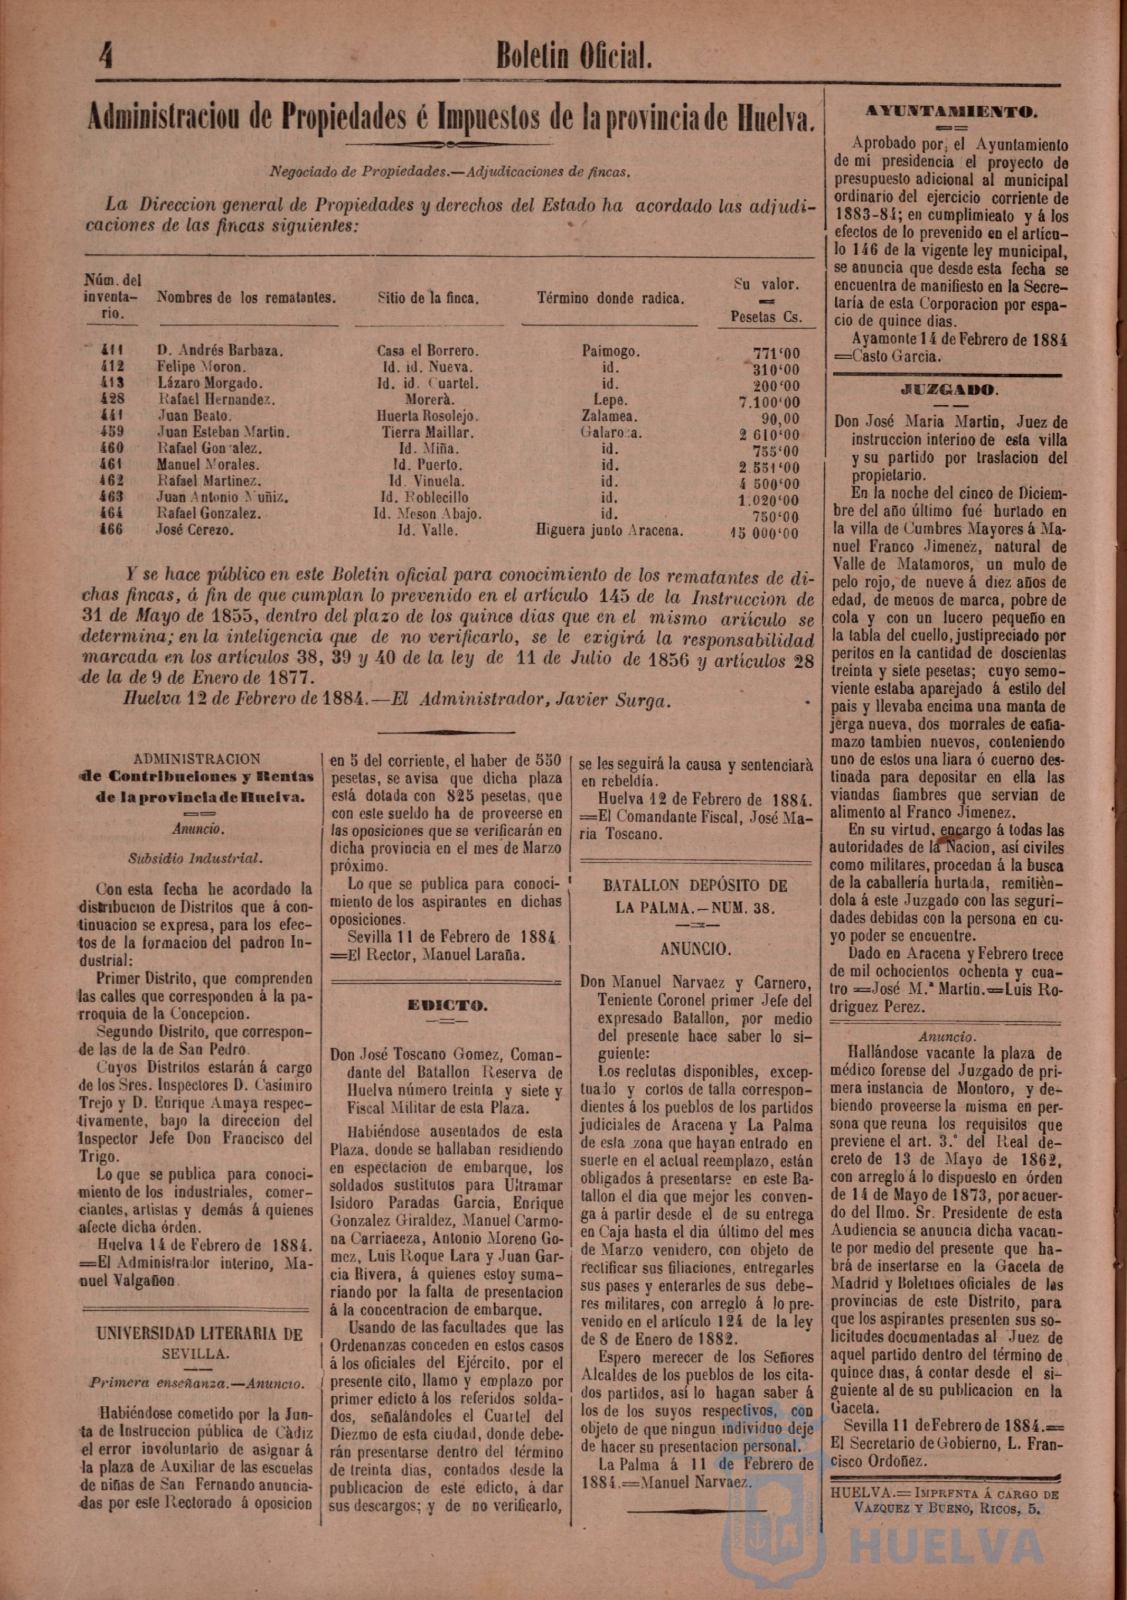 4
Boletin Oficial.
Administraciou de Propiedades é Impuestos de la provincia de Huelva.
Negociado de Propiedades.—Adjudicaciones de fincas.
La Direccion general de Propiedades y derechos del Estado ha acordado las adjudi-
caciones de las fincas siguientes:
Núm. del inventa- rio. Nombres de los rematantes. Sitio de la finca. Término donde radica. Su valor. = Pesetas Cs.
411 D. Andrés Barbaza. Casa el Borrero. Paimogo. 771'00
412 Felipe Moron. Id. id. Nueva. id. 310'00
413 Lázaro Morgado. Id. id. Cuartel. id. 200'00
428 Rafael Hernandez. Morerà. Lepe. 7.100'00
441 Juan Beato. Huerta Rosolejo. Zalamea. 90,00
459 Juan Esteban Martin. Tierra Maillar. Galaroza. 2 610'00
460 Rafael Gonzalez. Id. Miña. id. 755'00
461 Manuel Morales. Id. Puerto. id. 2.551'00
462 Rafael Martinez. Id. Vinuela. id. 4 500'00
463 Juan Antonio Nuñiz. Id. Roblecillo id. 1.020'00
464 Rafael Gonzalez. Id. Meson Abajo. id. 750'00
466 José Cerezo. Id. Valle. Higuera junto Aracena. 15 000'00
Y se hace público en este Boletin oficial para conocimiento de los rematantes de di-
chas fincas, á fin de que cumplan lo prevenido en el artículo 145 de la Instruccion de
31 de Mayo de 1855, dentro del plazo de los quince dias que en el mismo ariículo se
determina; en la inteligencia que de no verificarlo, se le exigirá la responsabilidad
marcada en los artículos 38, 39 y 40 de la ley de 11 de Julio de 1856 y artículos 28
de la de 9 de Enero de 1877.
Huelva 12 de Febrero de 1884.—El Administrador, Javier Surga.
ADMINISTRACION
de Contribuciones y Rentas
de la provincia de Huelva.
Anuncio.
Subsidio Industrial.
Con esta fecha he acordado la
distribucion de Distritos que á con-
tinuacion se expresa, para los efec-
tos de la formacion del padron In-
dustrial:
Primer Distrito, que comprenden
las calles que corresponden á la pa-
rroquia de la Concepcion.
Segundo Distrito, que correspon-
de las de la de San Pedro.
Cuyos Distritos estarán á cargo
de los Sres. Inspectores D. Casimiro
Trejo y D. Enrique Amaya respec-
tivamente, bajo la direccion del
Inspector Jefe Don Francisco del
Trigo.
Lo que se publica para conoci-
miento de los industriales, comer-
ciantes, artistas y demás á quienes
afecte dicha órden.
Huelva 14 de Febrero de 1884.
=El Administrador interino, Ma-
nuel Valgañon.
UNIVERSIDAD LITERARIA DE
SEVILLA.
Primera enseñanza.—Anuncio.
Habiéndose cometido por la Jun-
ta de Instruccion pública de Càdiz
el error involuntario de asignar á
la plaza de Auxiliar de las escuelas
de niñas de San Fernando anuncia-
das por este Rectorado á oposicion
en 5 del corriente, el haber de 550
pesetas, se avisa que dicha plaza
está dotada con 825 pesetas, que
con este sueldo ha de proveerse en
las oposiciones que se verificarán en
dicha provincia en el mes de Marzo
próximo.
Lo que se publica para conoci-
miento de los aspirantes en dichas
oposiciones.
Sevilla 11 de Febrero de 1884.
=El Rector, Manuel Laraña.
EDICTO.
Don José Toscano Gomez, Coman-
dante del Batallon Reserva de
Huelva número treinta y siete y
Fiscal Militar de esta Plaza.
Habiéndose ausentados de esta
Plaza, donde se hallaban residiendo
en espectacion de embarque, los
soldados sustitutos para Ultramar
Isidoro Paradas Garcia, Enrique
Gonzalez Giraldez, Manuel Carmo-
na Carriaceza, Antonio Moreno Go-
mez, Luis Roque Lara y Juan Gar-
cia Rivera, á quienes estoy suma-
riando por la falta de presentacion
á la concentracion de embarque.
Usando de las facultades que las
Ordenanzas conceden en estos casos
á los oficiales del Ejército, por el
presente cito, llamo y emplazo por
primer edicto á los referidos solda-
dos, señalàndoles el Cuartel del
Diezmo de esta ciudad, donde debe-
rán presentarse dentro del término
de treinta dias, contados desde la
publicacion de este edicto, á dar
sus descargos; y de no verificarlo,
se les seguirá la causa y sentenciarà
en rebeldía.
Huelva 12 de Febrero de 1884.
=El Comandante Fiscal, José Ma-
ria Toscano.
BATALLON DEPÓSITO DE
LA PALMA.—NUM. 38.
ANUNCIO.
Don Manuel Narvaez y Carnero,
Teniente Coronel primer Jefe del
expresado Batallon, por medio
del presente hace saber lo si-
guiente:
Los reclutas disponibles, excep-
tuado y cortos de talla correspon-
dientes á los pueblos de los partidos
judiciales de Aracena y La Palma
de esta zona que hayan entrado en
suerte en el actual reemplazo, están
obligados á presentarse en este Ba-
tallon el dia que mejor les conven-
ga á partir desde el de su entrega
en Caja hasta el dia último del mes
de Marzo venidero, con objeto de
rectificar sus filiaciones, entregarles
sus pases y enterarles de sus debe-
res militares, con arreglo á lo pre-
venido en el artículo 124 de la ley
de 8 de Enero de 1882.
Espero merecer de los Señores
Alcaldes de los pueblos de los cita-
dos partidos, así lo hagan saber á
los de los suyos respectivos, con
objeto de que ningun individuo deje
de hacer su presentacion personal.
La Palma á 11 de Febrero de
1884.=Manuel Narvaez.
AYUNTAMIENTO.
Aprobado por el Ayuntamiento
de mi presidencia el proyecto de
presupuesto adicional al municipal
ordinario del ejercicio corriente de
1883-84; en cumplimieato y á los
efectos de lo prevenido en el artícu-
lo 146 de la vigente ley municipal,
se anuncia que desde esta fecha se
encuentra de manifiesto en la Secre-
taría de esta Corporacion por espa-
cio de quince dias.
Ayamonte 14 de Febrero de 1884
=Casto Garcia.
JUZGADO.
Don José Maria Martin, Juez de
instruccion interino de esta villa
y su partido por traslacion del
propietario.
En la noche del cinco de Diciem-
bre del año último fué hurtado en
la villa de Cumbres Mayores á Ma-
nuel Franco Jimenez, natural de
Valle de Matamoros, un mulo de
pelo rojo, de nueve á diez años de
edad, de menos de marca, pobre de
cola y con un lucero pequeño en
la tabla del cuello, justipreciado por
peritos en la cantidad de doscientas
treinta y siete pesetas; cuyo semo-
viente estaba aparejado á estilo del
pais y llevaba encima una manta de
jerga nueva, dos morrales de caña-
mazo tambien nuevos, conteniendo
uno de estos una liara ó cuerno des-
tinada para depositar en ella las
viandas fiambres que servian de
alimento al Franco Jimenez.
En su virtud, encargo á todas las
autoridades de la Nacion, así civiles
como militares, procedan á la busca
de la caballería hurtada, remitién-
dola á este Juzgado con las seguri-
dades debidas con la persona en cu-
yo poder se encuentre.
Dado en Aracena y Febrero trece
de mil ochocientos ochenta y cua-
tro=José M.ª Martin.=Luis Ro-
driguez Perez.
Anuncio.
Hallándose vacante la plaza de
médico forense del Juzgado de pri-
mera instancia de Montoro, y de-
biendo proveerse la misma en per-
sona que reuna los requisitos que
previene el art. 3.° del Real de-
creto de 13 de Mayo de 1862,
con arreglo á lo dispuesto en órden
de 14 de Mayo de 1873, por acuer-
do del Ilmo. Sr. Presidente de esta
Audiencia se anuncia dicha vacan-
te por medio del presente que ha-
brá de insertarse en la Gaceta de
Madrid y Boletines oficiales de las
provincias de este Distrito, para
que los aspirantes presenten sus so-
licitudes documentadas al Juez de
aquel partido dentro del término de
quince dias, á contar desde el si-
guiente al de su publicacion en la
Gaceta.
Sevilla 11 de Febrero de 1884.=
El Secretario de Gobierno, L. Fran-
cisco Ordoñez.
HUELVA.=IMPRENTA Á CARGO DE
VAZQUEZ Y BUENO, RICOS, 5.
HUELVA